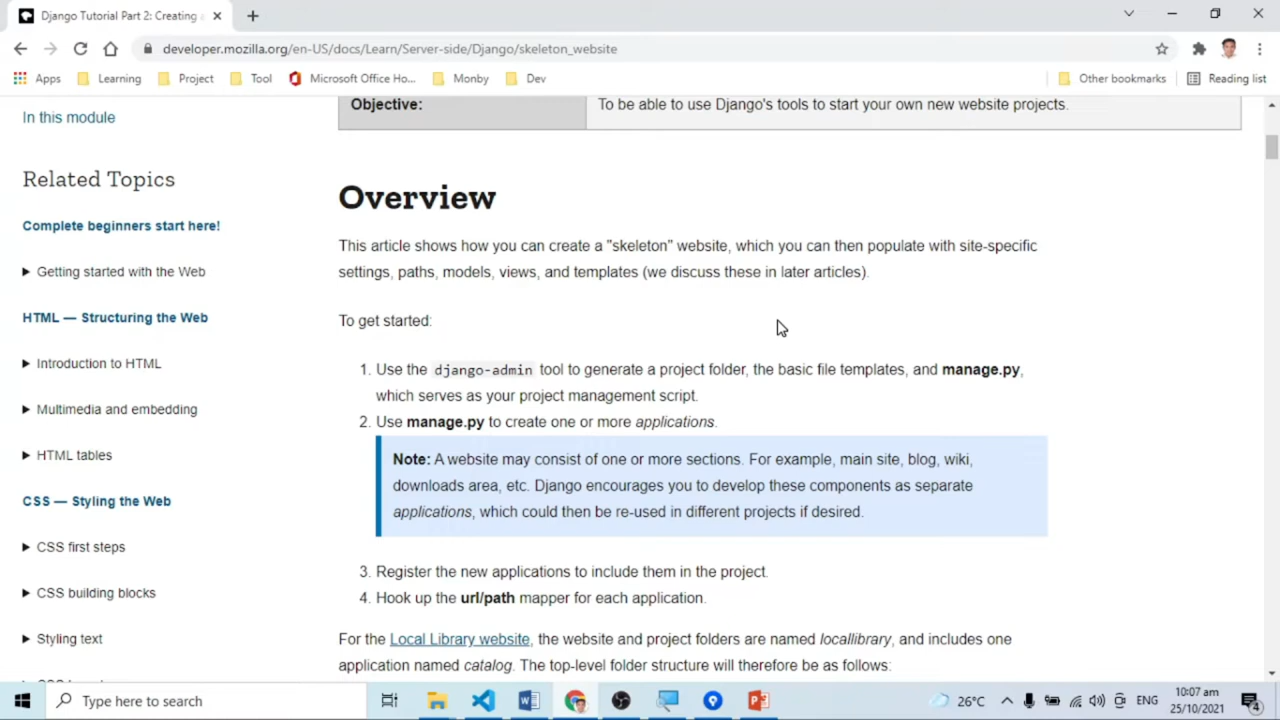 Django Tutorial Part 2: Creating a
developer.mozilla.org/en-US/docs/Learn/Server-side/Django/skeleton_website
Apps Learning Project Tool Microsoft Office Ho... Monby Dev Other bookmarks Reading list
In this module
Objective: To be able to use Django's tools to start your own new website projects.
Related Topics
Complete beginners start here!
Getting started with the Web
HTML — Structuring the Web
Introduction to HTML
Multimedia and embedding
HTML tables
CSS — Styling the Web
CSS first steps
CSS building blocks
Styling text
Overview
This article shows how you can create a "skeleton" website, which you can then populate with site-specific
settings, paths, models, views, and templates (we discuss these in later articles).
To get started:
1. Use the django-admin tool to generate a project folder, the basic file templates, and manage.py,
which serves as your project management script.
2. Use manage.py to create one or more applications.
Note: A website may consist of one or more sections. For example, main site, blog, wiki,
downloads area, etc. Django encourages you to develop these components as separate
applications, which could then be re-used in different projects if desired.
3. Register the new applications to include them in the project.
4. Hook up the url/path mapper for each application.
For the Local Library website, the website and project folders are named locallibrary, and includes one
application named catalog. The top-level folder structure will therefore be as follows:
Type here to search
26°C ENG
10:07 am
25/10/2021
4